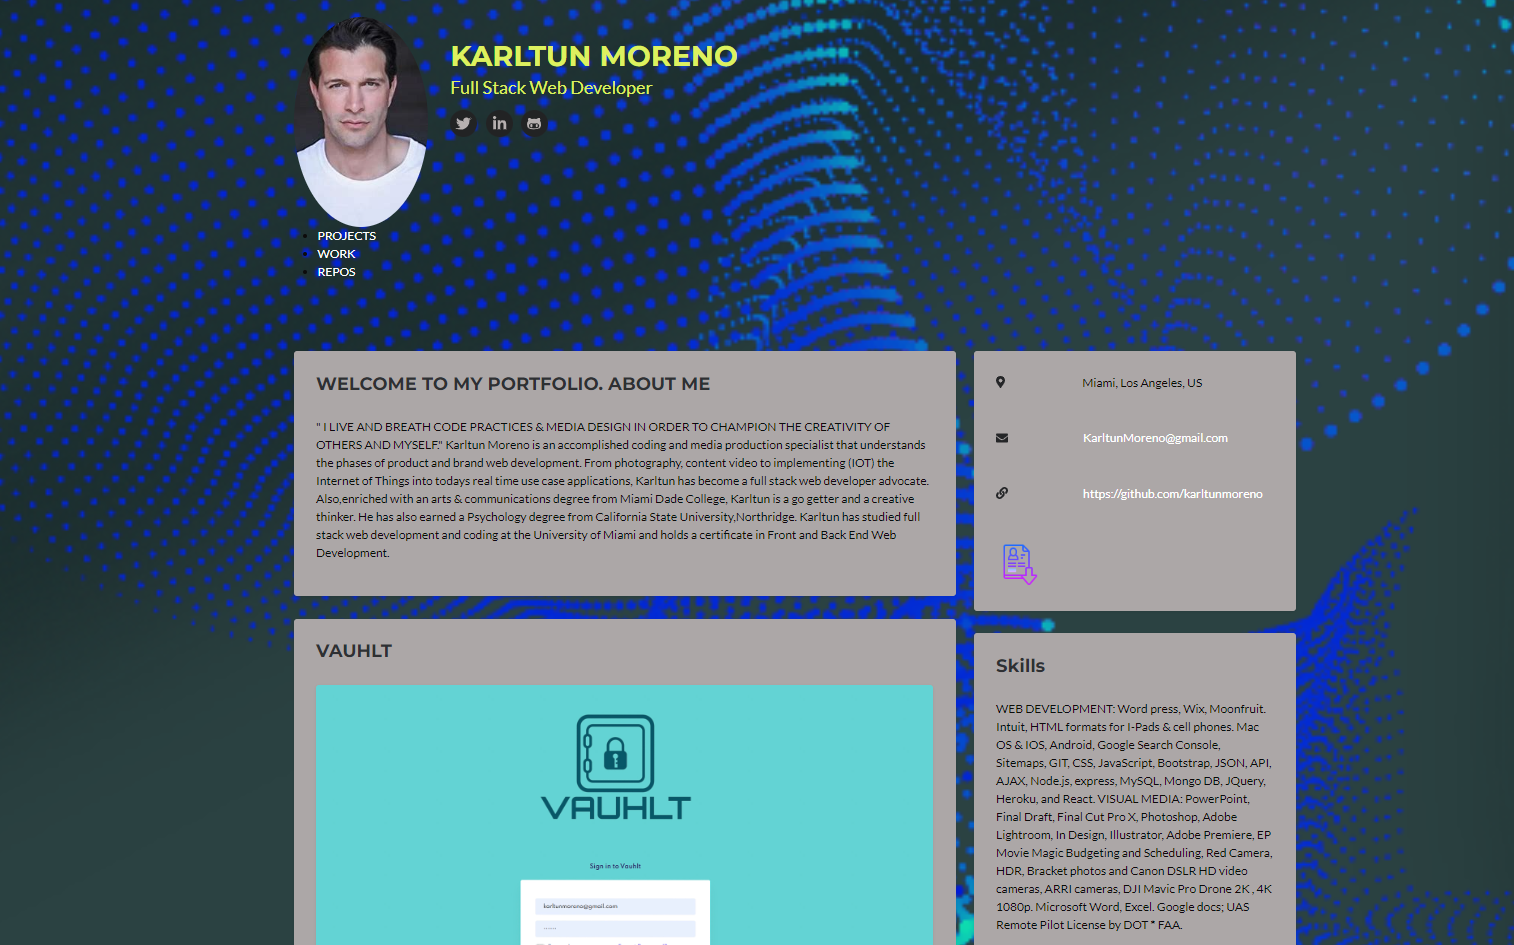 KARLTUN MORENO
Full Stack Web Developer
PROJECTS
WORK
REPOS
WELCOME TO MY PORTFOLIO. ABOUT ME
" I LIVE AND BREATH CODE PRACTICES & MEDIA DESIGN IN ORDER TO CHAMPION THE CREATIVITY OF
OTHERS AND MYSELF." Karltun Moreno is an accomplished coding and media production specialist that understands
the phases of product and brand web development. From photography, content video to implementing (IOT) the
Internet of Things into todays real time use case applications, Karltun has become a full stack web developer advocate.
Also,enriched with an arts & communications degree from Miami Dade College, Karltun is a go getter and a creative
thinker. He has also earned a Psychology degree from California State University,Northridge. Karltun has studied full
stack web development and coding at the University of Miami and holds a certificate in Front and Back End Web
Development.
Miami, Los Angeles, US
KarltunMoreno@gmail.com
https://github.com/karltunmoreno
VAUHLT
VAUHLT
Sign in to Vauhlt
karltunmoreno@gmail.com
Skills
WEB DEVELOPMENT: Word press, Wix, Moonfruit.
Intuit, HTML formats for I-Pads & cell phones. Mac
OS & IOS, Android, Google Search Console,
Sitemaps, GIT, CSS, JavaScript, Bootstrap, JSON, API,
AJAX, Node.js, express, MySQL, Mongo DB, JQuery,
Heroku, and React. VISUAL MEDIA: PowerPoint,
Final Draft, Final Cut Pro X, Photoshop, Adobe
Lightroom, In Design, Illustrator, Adobe Premiere, EP
Movie Magic Budgeting and Scheduling, Red Camera,
HDR, Bracket photos and Canon DSLR HD video
cameras, ARRI cameras, DJI Mavic Pro Drone 2K , 4K
1080p. Microsoft Word, Excel. Google docs; UAS
Remote Pilot License by DOT * FAA.